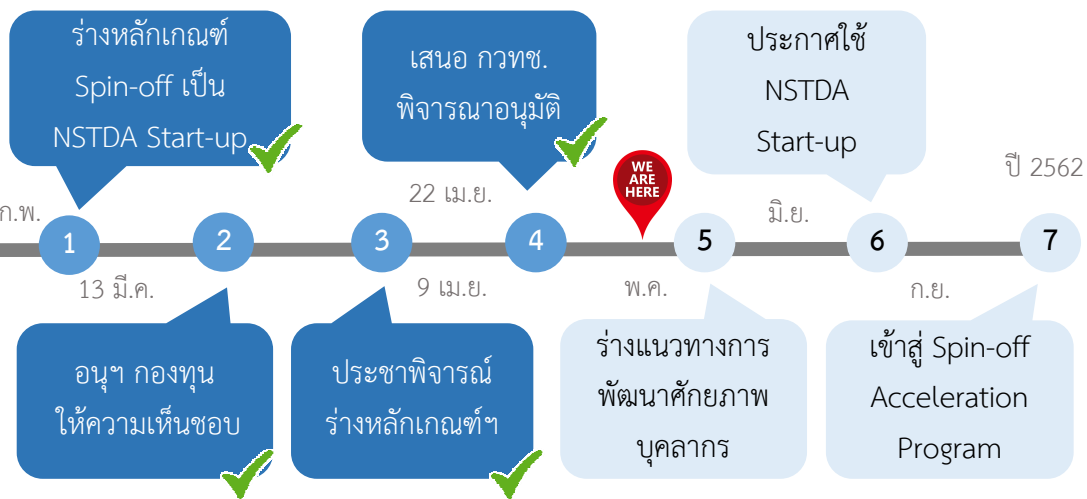 ร่างหลักเกณฑ์
Spin-off เป็น
NSTDA Start-up
เสนอ กวทช.
พิจารณาอนุมัติ
ประกาศใช้
NSTDA
Start-up
ปี 2562
WE
ARE
HERE
ก.พ.
22 เม.ย.
มิ.ย.
1
2
3
4
5
6
7
13 มี.ค.
9 เม.ย.
พ.ค.
ก.ย.
อนุฯ กองทุน
ให้ความเห็นชอบ
ประชาพิจารณ์
ร่างหลักเกณฑ์ฯ
ร่างแนวทางการ
พัฒนาศักยภาพ
บุคลากร
เข้าสู่ Spin-off
Acceleration
Program